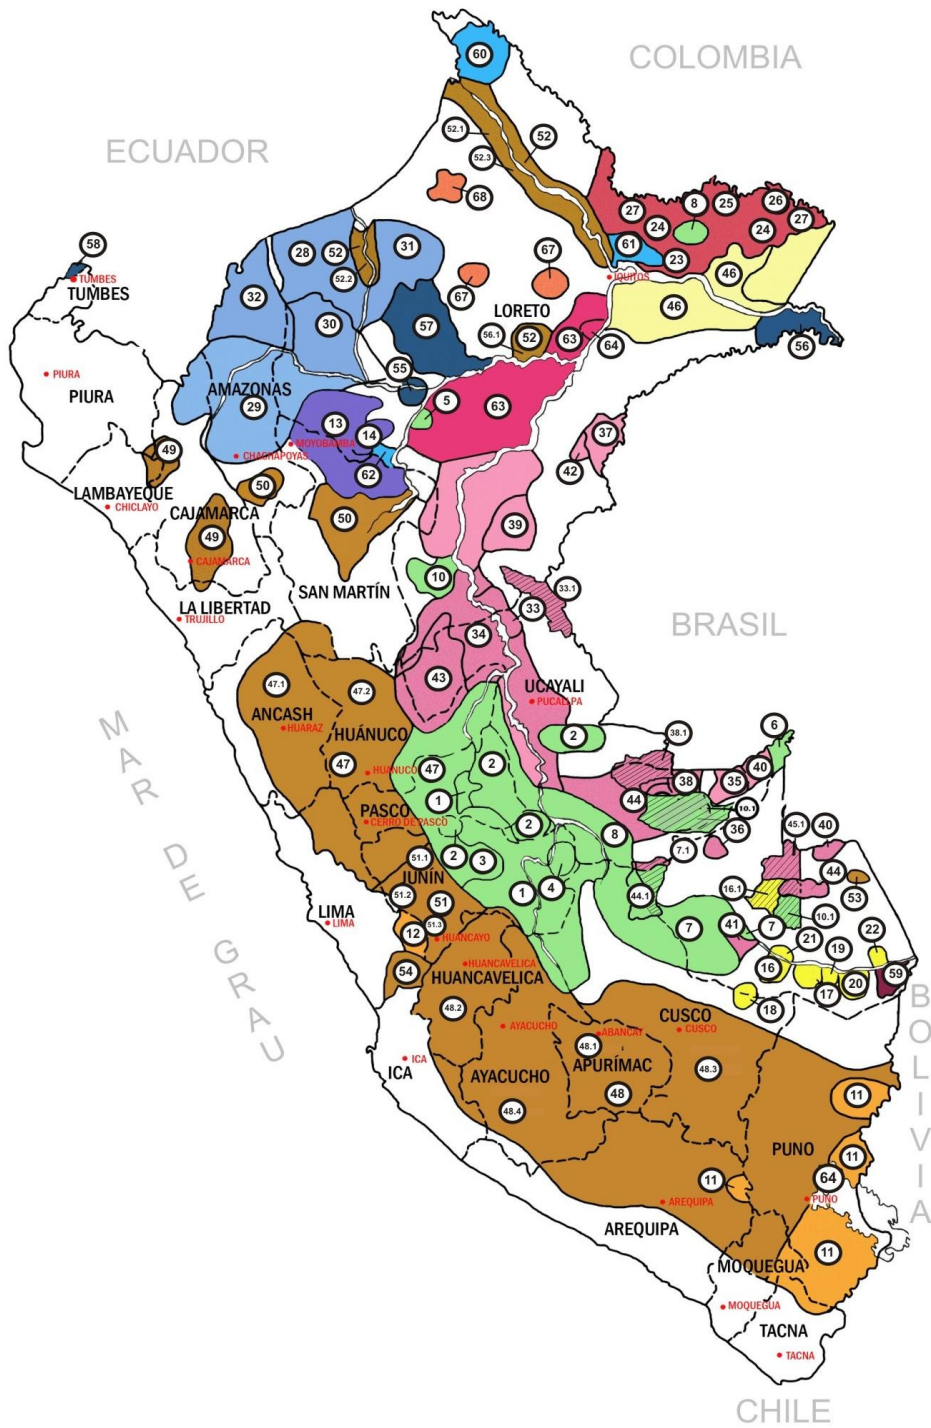 60
COLOMBIA
52.1
52
ECUADOR
52.3
68
8
25
26
27
27
24
24
58
28
52
31
61
23
TUMBES
TUMBES
52.2
67
67
46
IQUITOS
32
30
LORETO
46
57
56.1
52
63
64
56
55
PIURA
PIURA
AMAZONAS
29
5
63
13
14
37
MOYOBAMBA
49
CHACHAPOYAS
62
42
50
LAMBAYEQUE
CHICLAYO
CAJAMARCA
50
39
49
CAJAMARCA
10
33.1
SAN MARTÍN
LA LIBERTAD
TRUJILLO
33
34
BRASIL
43
47.1
47.2
UCAYALI
PUCALLPA
ANCASH
HUARAZ
HUÁNUCO
2
38.1
6
47
HUANUCO
47
2
38
35
40
1
44
10.1
PASCO
CERRO DE PASCO
2
8
36
45.1
40
51.1
2
3
7.1
JUNÍN
44
51.2
51
1
4
44.1
16.1
53
LIMA
LIMA
51.3
10.1
12
HUANCAYO
7
41
7
21
22
HUANCAVELICA
HUANCAVELICA
54
16
19
59
17
20
48.2
18
CUSCO
CUSCO
AYACUCHO
ABANCAY
48.1
ICA
ICA
AYACUCHO
APURÍMAC
48.3
48
48.4
11
PUNO
11
11
64
PUNO
AREQUIPA
AREQUIPA
11
MOQUEGUA
MOQUEGUA
TACNA
TACNA
MAR DE GRAU
BOLIVIA
CHILE